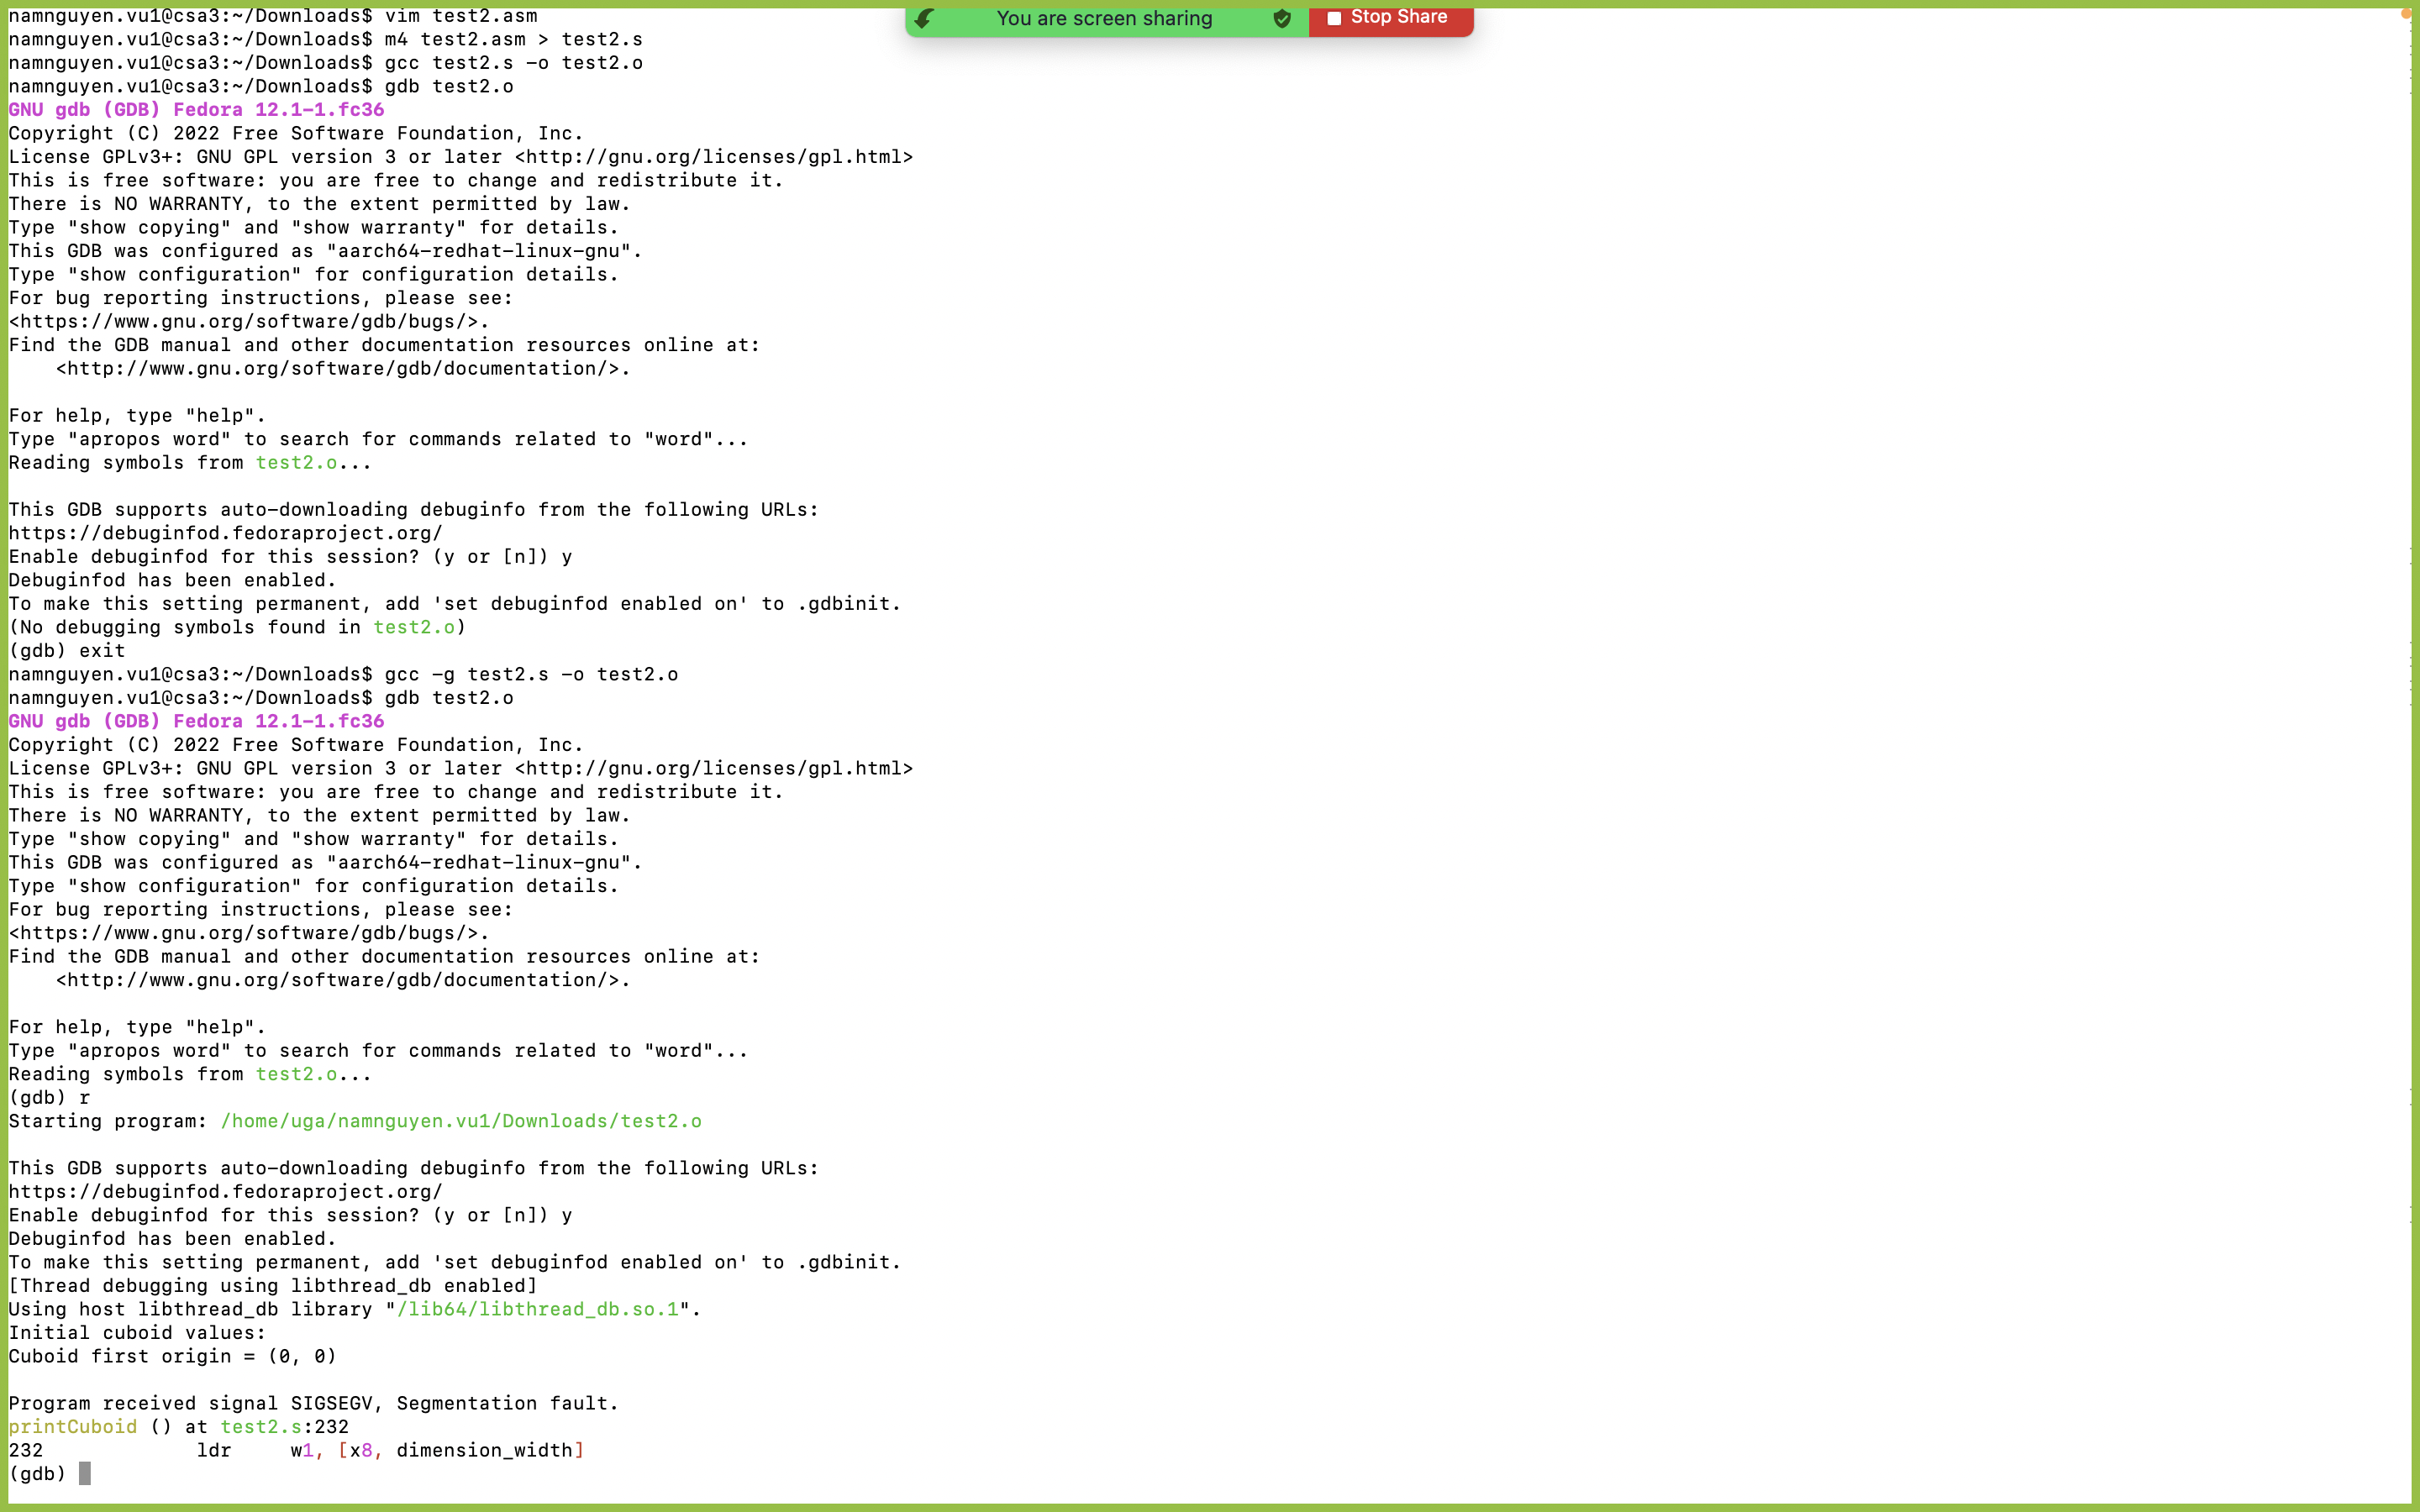 namnguyen.vu1@csa3:~/Downloads$ vim test2.asm
You are screen sharing
Stop Share
namnguyen.vu1@csa3:~/Downloads$ m4 test2.asm > test2.s
namnguyen.vu1@csa3:~/Downloads$ gcc test2.s -o test2.o
namnguyen.vu1@csa3:~/Downloads$ gdb test2.o
GNU gdb (GDB) Fedora 12.1-1.fc36
Copyright (C) 2022 Free Software Foundation, Inc.
License GPLv3+: GNU GPL version 3 or later <http://gnu.org/licenses/gpl.html>
This is free software: you are free to change and redistribute it.
There is NO WARRANTY, to the extent permitted by law.
Type "show copying" and "show warranty" for details.
This GDB was configured as "aarch64-redhat-linux-gnu".
Type "show configuration" for configuration details.
For bug reporting instructions, please see:
<https://www.gnu.org/software/gdb/bugs/>.
Find the GDB manual and other documentation resources online at:
    <http://www.gnu.org/software/gdb/documentation/>.

For help, type "help".
Type "apropos word" to search for commands related to "word"...
Reading symbols from test2.o...

This GDB supports auto-downloading debuginfo from the following URLs:
https://debuginfod.fedoraproject.org/
Enable debuginfod for this session? (y or [n]) y
Debuginfod has been enabled.
To make this setting permanent, add 'set debuginfod enabled on' to .gdbinit.
(No debugging symbols found in test2.o)
(gdb) exit
namnguyen.vu1@csa3:~/Downloads$ gcc -g test2.s -o test2.o
namnguyen.vu1@csa3:~/Downloads$ gdb test2.o
GNU gdb (GDB) Fedora 12.1-1.fc36
Copyright (C) 2022 Free Software Foundation, Inc.
License GPLv3+: GNU GPL version 3 or later <http://gnu.org/licenses/gpl.html>
This is free software: you are free to change and redistribute it.
There is NO WARRANTY, to the extent permitted by law.
Type "show copying" and "show warranty" for details.
This GDB was configured as "aarch64-redhat-linux-gnu".
Type "show configuration" for configuration details.
For bug reporting instructions, please see:
<https://www.gnu.org/software/gdb/bugs/>.
Find the GDB manual and other documentation resources online at:
    <http://www.gnu.org/software/gdb/documentation/>.

For help, type "help".
Type "apropos word" to search for commands related to "word"...
Reading symbols from test2.o...
(gdb) r
Starting program: /home/uga/namnguyen.vu1/Downloads/test2.o

This GDB supports auto-downloading debuginfo from the following URLs:
https://debuginfod.fedoraproject.org/
Enable debuginfod for this session? (y or [n]) y
Debuginfod has been enabled.
To make this setting permanent, add 'set debuginfod enabled on' to .gdbinit.
[Thread debugging using libthread_db enabled]
Using host libthread_db library "/lib64/libthread_db.so.1".
Initial cuboid values:
Cuboid first origin = (0, 0)

Program received signal SIGSEGV, Segmentation fault.
printCuboid () at test2.s:232
232             ldr     w1, [x8, dimension_width]
(gdb)